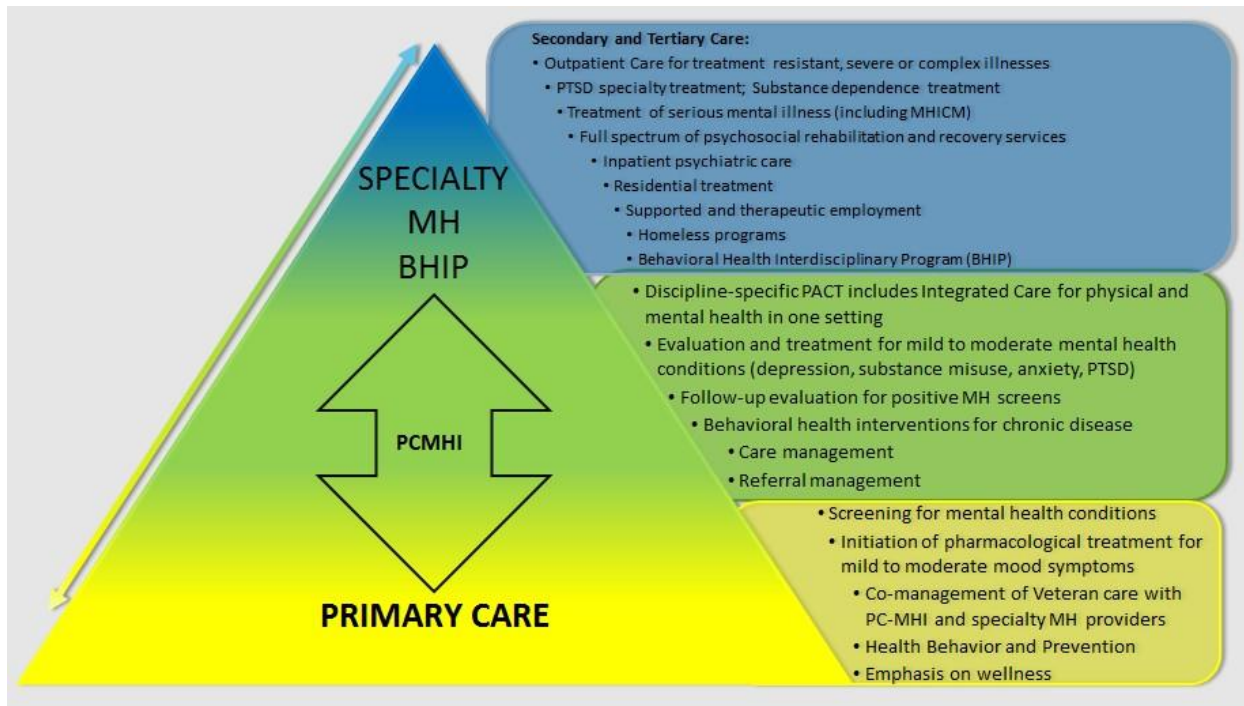 Secondary and Tertiary Care:
• Outpatient Care for treatment resistant, severe or complex illnesses
• PTSD specialty treatment; Substance dependence treatment
• Treatment of serious mental illness (including MHICM)
• Full spectrum of psychosocial rehabilitation and recovery services
• Inpatient psychiatric care
• Residential treatment
• Supported and therapeutic employment
• Homeless programs
• Behavioral Health Interdisciplinary Program (BHIP)
SPECIALTY
MH
BHIP
• Discipline-specific PACT includes Integrated Care for physical and
mental health in one setting
• Evaluation and treatment for mild to moderate mental health
conditions (depression, substance misuse, anxiety, PTSD)
• Follow-up evaluation for positive MH screens
• Behavioral health interventions for chronic disease
• Care management
• Referral management
PCMHI
• Screening for mental health conditions
• Initiation of pharmacological treatment for
mild to moderate mood symptoms
• Co-management of Veteran care with
PC-MHI and specialty MH providers
• Health Behavior and Prevention
• Emphasis on wellness
PRIMARY CARE